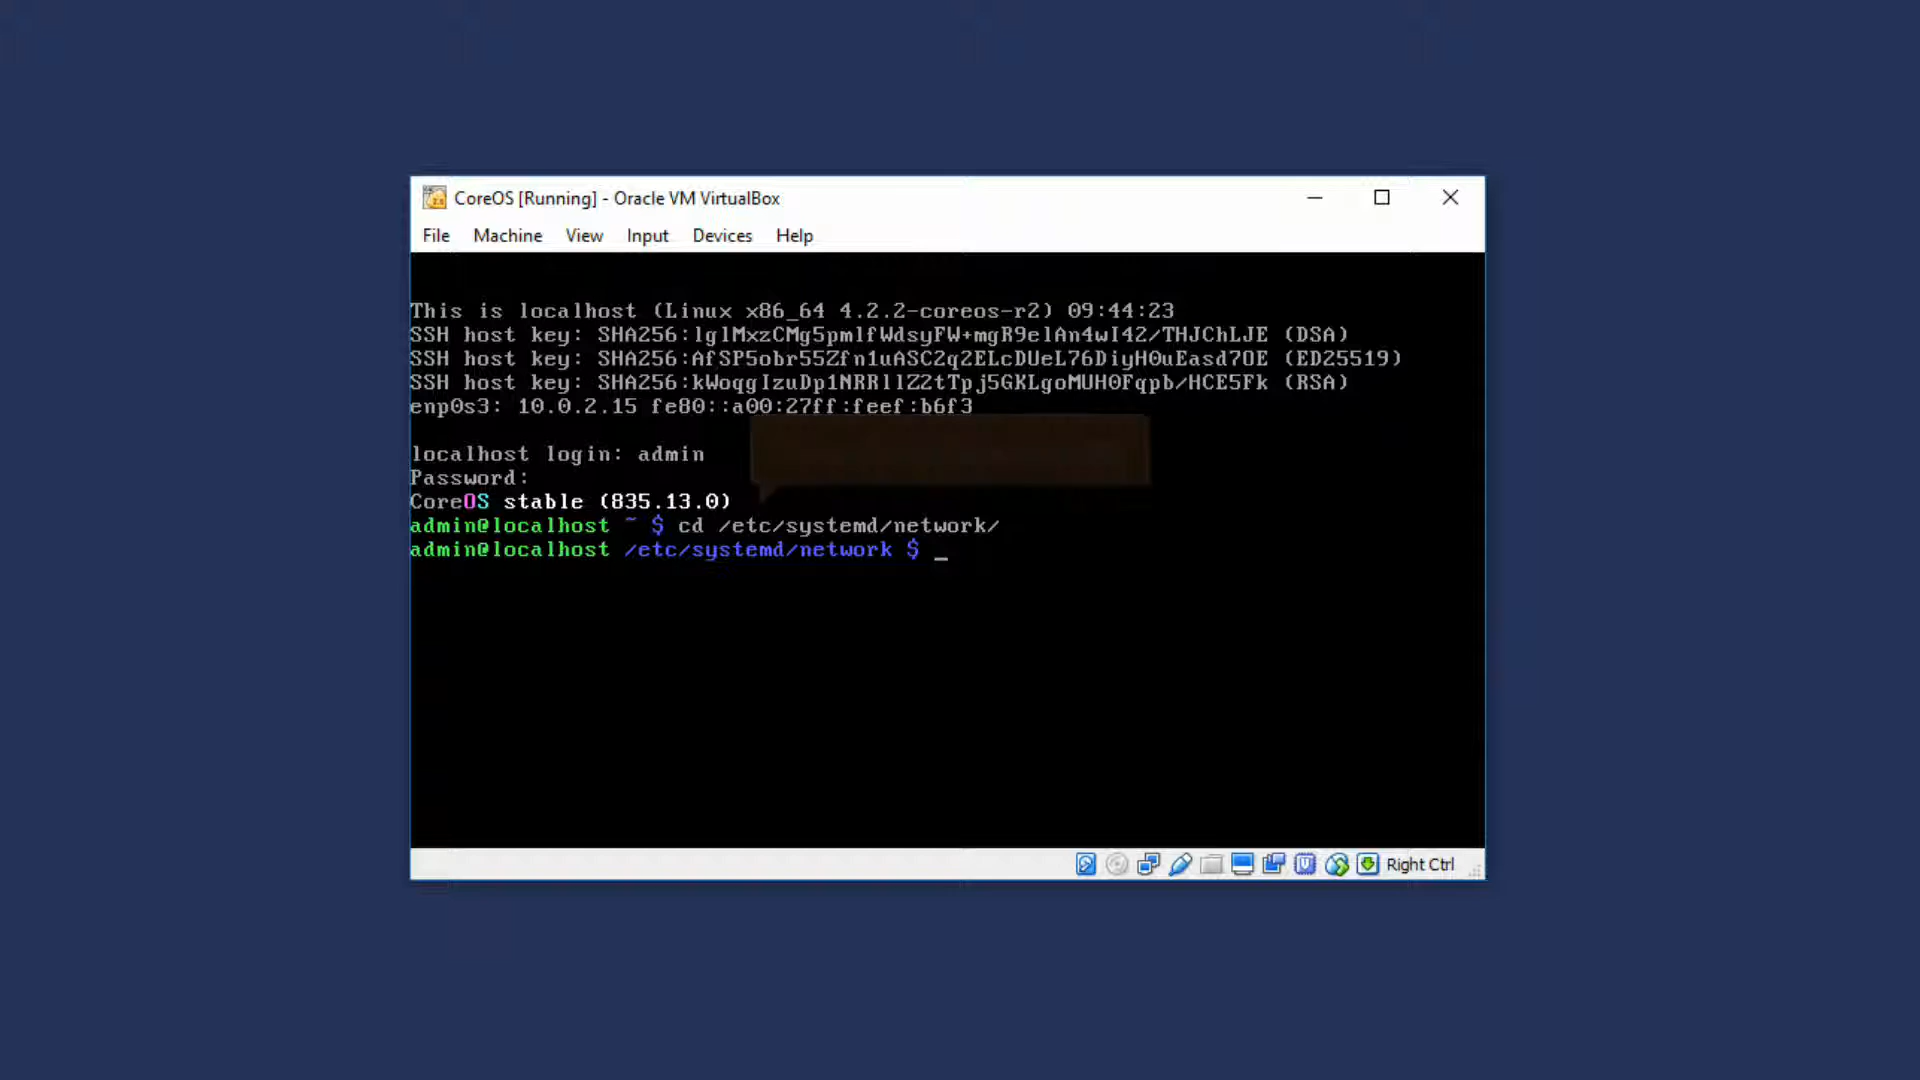 CoreOS [Running] - Oracle VM VirtualBox
File Machine View Input Devices Help
This is localhost (Linux x86_64 4.2.2-coreos-r2) 09:44:23
SSH host key: SHA256:lglMxzCMg5pmlfWdsyFW+mgR9elAn4wI42/THJChLJE (DSA)
SSH host key: SHA256:AfSP5obr55Zfn1uASC2q2ELcDUeL76DiyH0uEasd7OE (ED25519)
SSH host key: SHA256:kWoqgIzuDp1NRRllZ2tTpj5GKLgoMUH0Fqpb/HCE5Fk (RSA)
enp0s3: 10.0.2.15 fe80::a00:27ff:feef:b6f3
localhost login: admin
Password:
CoreOS stable (835.13.0)
admin@localhost ~ $ cd /etc/systemd/network/
admin@localhost /etc/systemd/network $ _
Right Ctrl